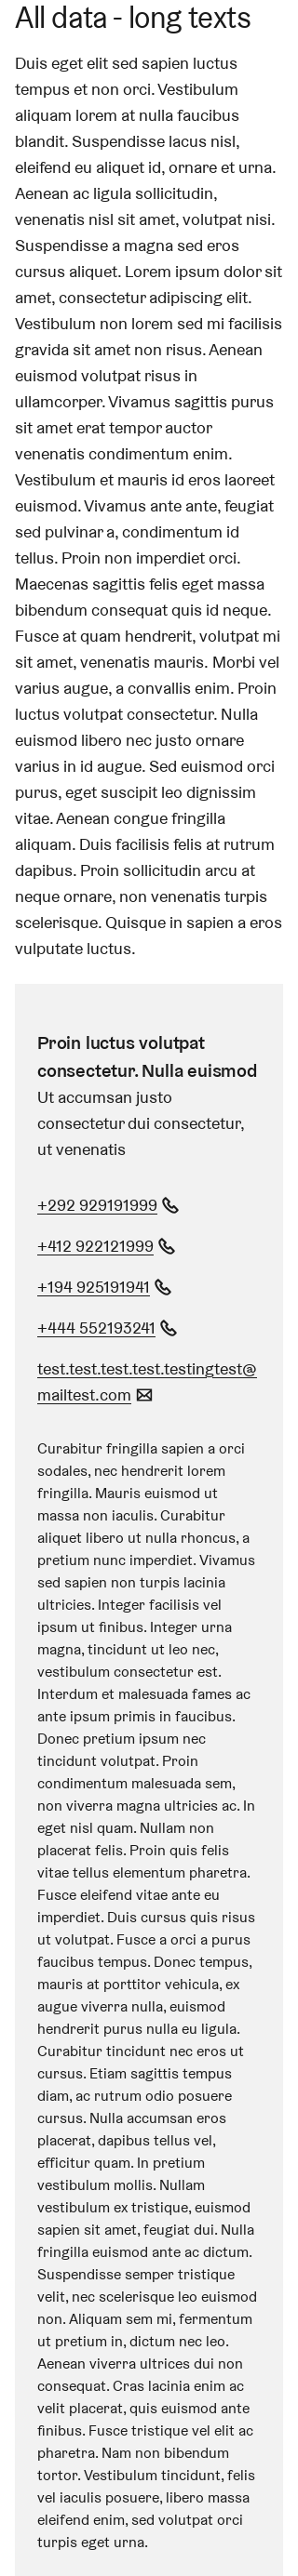 All data - long texts
Duis eget elit sed sapien luctus
tempus et non orci. Vestibulum
aliquam lorem at nulla faucibus
blandit. Suspendisse lacus nisl,
eleifend eu aliquet id, ornare et urna.
Aenean ac ligula sollicitudin,
venenatis nisl sit amet, volutpat nisi.
Suspendisse a magna sed eros
cursus aliquet. Lorem ipsum dolor sit
amet, consectetur adipiscing elit.
Vestibulum non lorem sed mi facilisis
gravida sit amet non risus. Aenean
euismod volutpat risus in
ullamcorper. Vivamus sagittis purus
sit amet erat tempor auctor
venenatis condimentum enim.
Vestibulum et mauris id eros laoreet
euismod. Vivamus ante ante, feugiat
sed pulvinar a, condimentum id
tellus. Proin non imperdiet orci.
Maecenas sagittis felis eget massa
bibendum consequat quis id neque.
Fusce at quam hendrerit, volutpat mi
sit amet, venenatis mauris. Morbi vel
varius augue, a convallis enim. Proin
luctus volutpat consectetur. Nulla
euismod libero nec justo ornare
varius in id augue. Sed euismod orci
purus, eget suscipit leo dignissim
vitae. Aenean congue fringilla
aliquam. Duis facilisis felis at rutrum
dapibus. Proin sollicitudin arcu at
neque ornare, non venenatis turpis
scelerisque. Quisque in sapien a eros
vulputate luctus.
Proin luctus volutpat
consectetur. Nulla euismod
Ut accumsan justo
consectetur dui consectetur,
ut venenatis
+292 929191999
+412 922121999
+194 925191941
+444 552193241
test.test.test.test.testingtest@
mailtest.com
Curabitur fringilla sapien a orci
sodales, nec hendrerit lorem
fringilla. Mauris euismod ut
massa non iaculis. Curabitur
aliquet libero ut nulla rhoncus, a
pretium nunc imperdiet. Vivamus
sed sapien non turpis lacinia
ultricies. Integer facilisis vel
ipsum ut finibus. Integer urna
magna, tincidunt ut leo nec,
vestibulum consectetur est.
Interdum et malesuada fames ac
ante ipsum primis in faucibus.
Donec pretium ipsum nec
tincidunt volutpat. Proin
condimentum malesuada sem,
non viverra magna ultricies ac. In
eget nisl quam. Nullam non
placerat felis. Proin quis felis
vitae tellus elementum pharetra.
Fusce eleifend vitae ante eu
imperdiet. Duis cursus quis risus
ut volutpat. Fusce a orci a purus
faucibus tempus. Donec tempus,
mauris at porttitor vehicula, ex
augue viverra nulla, euismod
hendrerit purus nulla eu ligula.
Curabitur tincidunt nec eros ut
cursus. Etiam sagittis tempus
diam, ac rutrum odio posuere
cursus. Nulla accumsan eros
placerat, dapibus tellus vel,
efficitur quam. In pretium
vestibulum mollis. Nullam
vestibulum ex tristique, euismod
sapien sit amet, feugiat dui. Nulla
fringilla euismod ante ac dictum.
Suspendisse semper tristique
velit, nec scelerisque leo euismod
non. Aliquam sem mi, fermentum
ut pretium in, dictum nec leo.
Aenean viverra ultrices dui non
consequat. Cras lacinia enim ac
velit placerat, quis euismod ante
finibus. Fusce tristique vel elit ac
pharetra. Nam non bibendum
tortor. Vestibulum tincidunt, felis
vel iaculis posuere, libero massa
eleifend enim, sed volutpat orci
turpis eget urna.